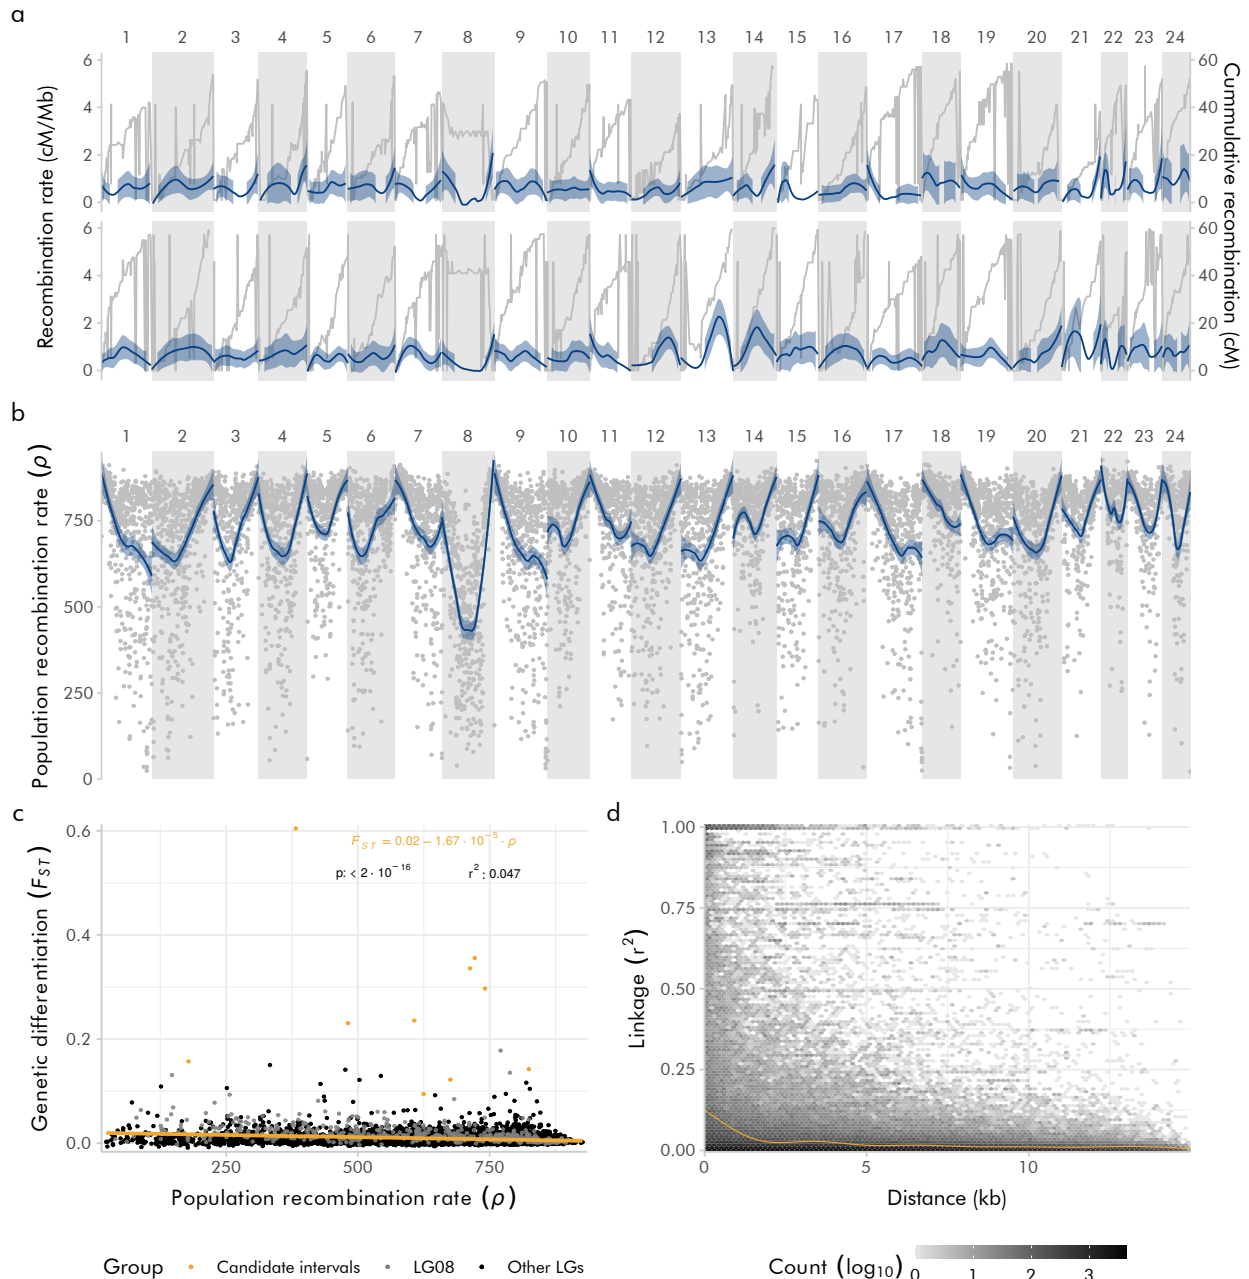 a
1 2 3 4 5 6 7 8 9 10 11 12 13 14 15 16 17 18 19 20 21 22 23 24
Recombination rate (cM/Mb)
6
4
2
0
6
4
2
0
60
40
20
0
60
40
20
0
Cummulative recombination (cM)
b
1 2 3 4 5 6 7 8 9 10 11 12 13 14 15 16 17 18 19 20 21 22 23 24
Population recombination rate (ρ)
750
500
250
0
c
Genetic differentiation (F_ST)
0.6
0.4
0.2
0.0
F_ST = 0.02 − 1.67 · 10^−5 · ρ
p: < 2 · 10^−16 r²: 0.047
250 500 750
Population recombination rate (ρ)
d
Linkage (r²)
1.00
0.75
0.50
0.25
0.00
0 5 10
Distance (kb)
Group Candidate intervals LG08 Other LGs
Count (log₁₀)
0 1 2 3